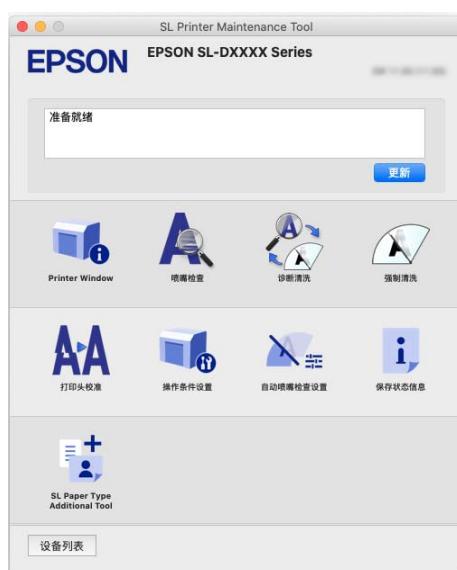 SL Printer Maintenance Tool
EPSON
EPSON SL-DXXXX Series
准备就绪
更新
Printer Window
喷嘴检查
诊断清洗
强制清洗
打印头校准
操作条件设置
自动喷嘴检查设置
保存状态信息
SL Paper Type
Additional Tool
设备列表